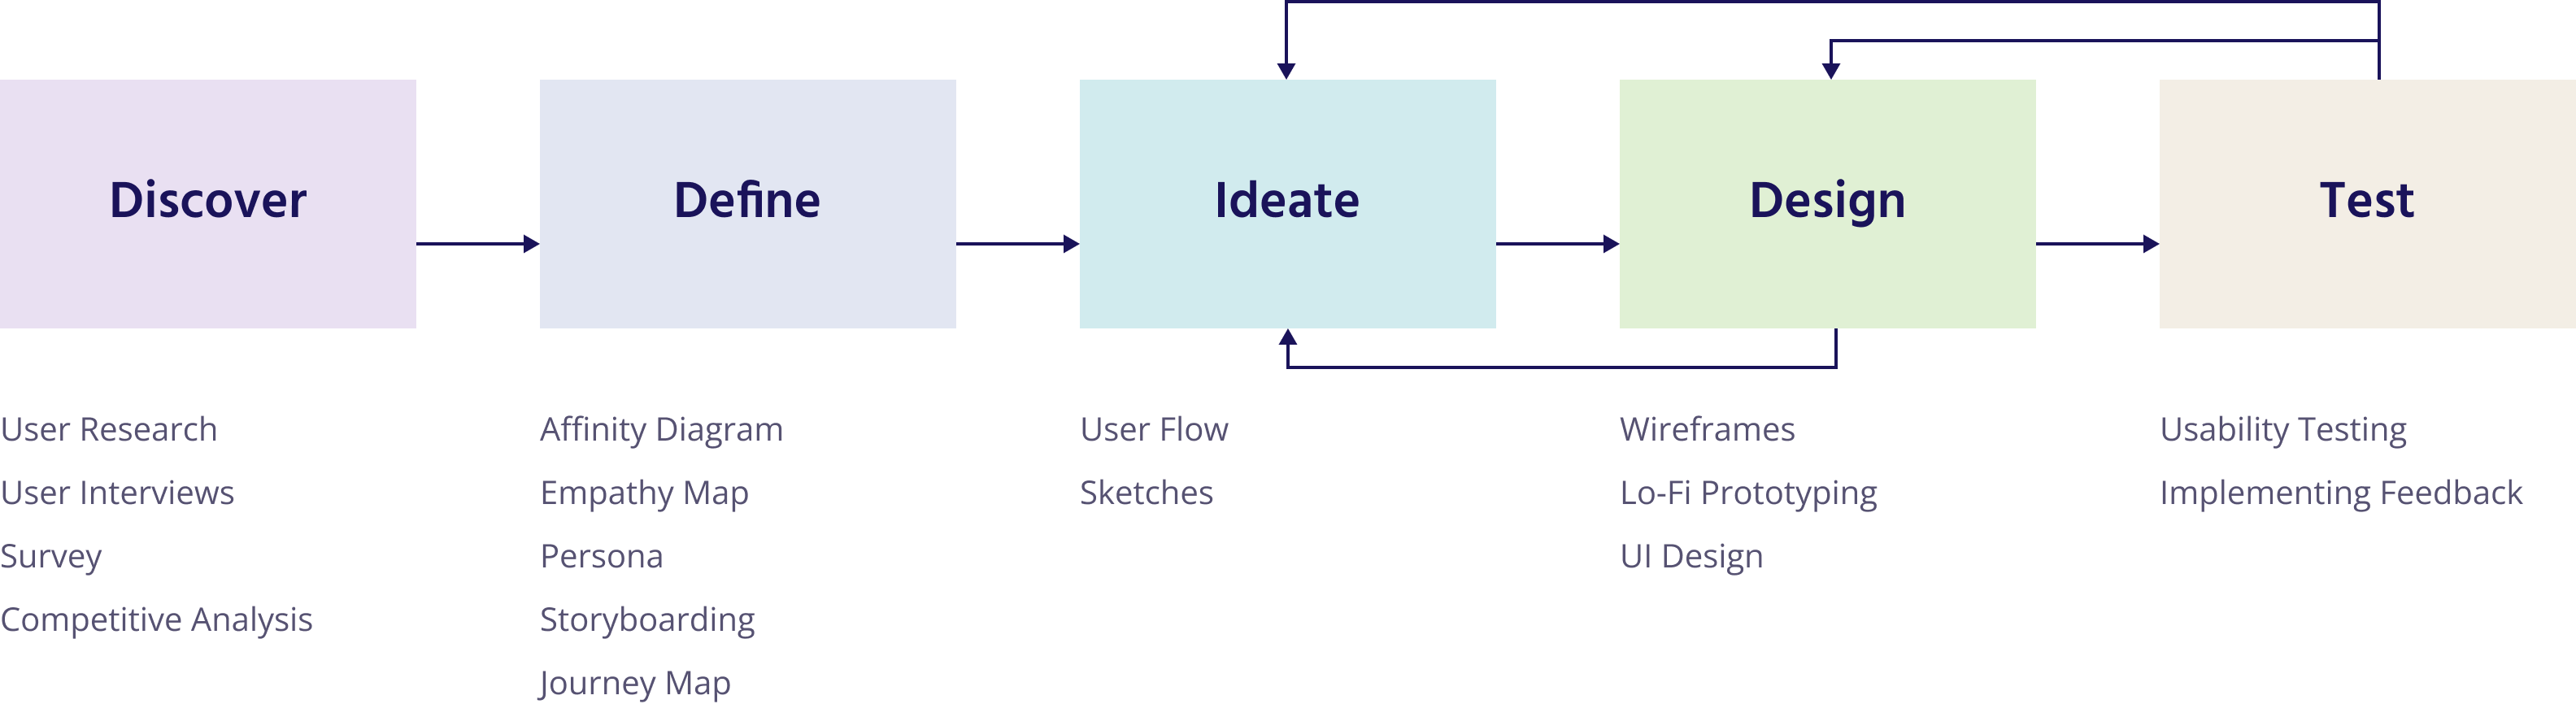 Discover
Define
Ideate
Design
Test
User Research
User Interviews
Survey
Competitive Analysis
Affinity Diagram
Empathy Map
Persona
Storyboarding
Journey Map
User Flow
Sketches
Wireframes
Lo-Fi Prototyping
UI Design
Usability Testing
Implementing Feedback